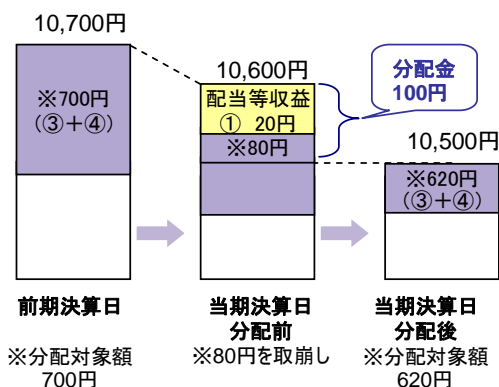 10,700円
※700円
(③+④)
前期決算日
※分配対象額
700円
10,600円
配当等収益
① 20円
※80円
当期決算日
分配前
※80円を取崩し
分配金
100円
10,500円
※620円
(③+④)
当期決算日
分配後
※分配対象額
620円